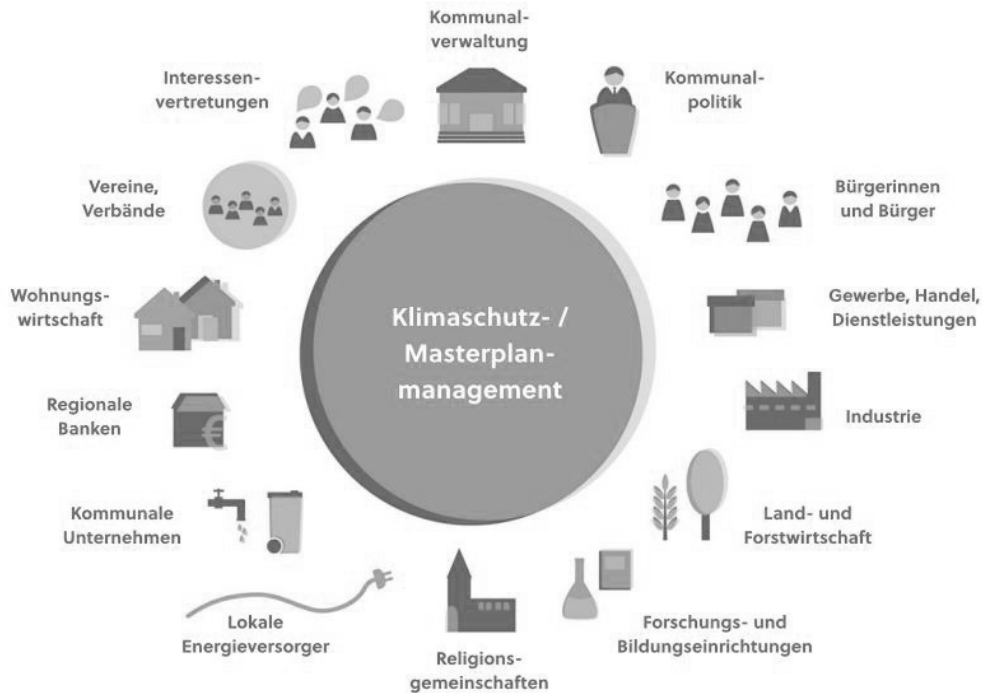 Kommunal-
verwaltung
Interessen-
vertretungen
Kommunal-
politik
Vereine,
Verbände
Bürgerinnen
und Bürger
Wohnungs-
wirtschaft
Gewerbe, Handel,
Dienstleistungen
Klimaschutz- /
Masterplan-
management
Regionale
Banken
Industrie
Kommunale
Unternehmen
Land- und
Forstwirtschaft
Lokale
Energieversorger
Religions-
gemeinschaften
Forschungs- und
Bildungseinrichtungen